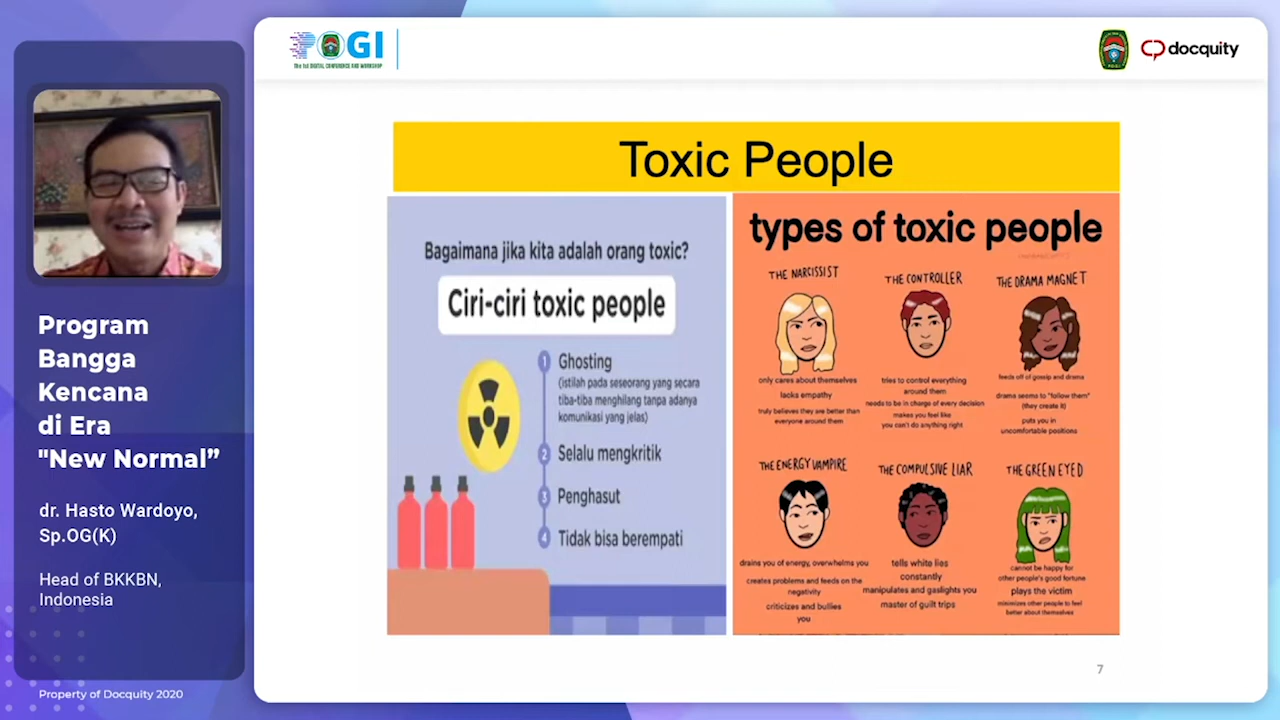 POGI
The 1st DIGITAL CONFERENCE AND WORKSHOP
POGI
docquity
Program
Bangga
Kencana
di Era
"New Normal”
dr. Hasto Wardoyo,
Sp.OG(K)
Head of BKKBN,
Indonesia
Property of Docquity 2020
Toxic People
Bagaimana jika kita adalah orang toxic?
Ciri-ciri toxic people
1 Ghosting
(istilah pada seseorang yang secara
tiba-tiba menghilang tanpa adanya
komunikasi yang jelas)
2 Selalu mengkritik
3 Penghasut
4 Tidak bisa berempati
types of toxic people
THE NARCISSIST
only cares about themselves
lacks empathy
truly believes they are better than
everyone around them
THE CONTROLLER
tries to control everything
around them
needs to be in charge of every decision
makes you feel like
you can't do anything right
THE DRAMA MAGNET
feeds off of gossip and drama
drama seems to "follow them"
(they create it)
puts you in
uncomfortable positions
THE ENERGY VAMPIRE
drains you of energy, overwhelms you
creates problems and feeds on the
negativity
criticizes and bullies
you
THE COMPULSIVE LIAR
tells white lies
constantly
manipulates and gaslights you
master of guilt trips
THE GREEN EYED
cannot be happy for
other people's good fortune
plays the victim
minimizes other people to feel
better about themselves
7